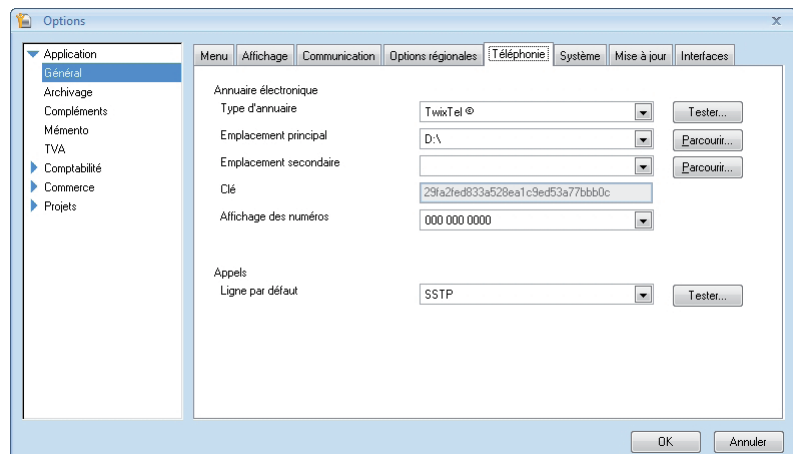 Options
x
Application
Général
Archivage
Compléments
Mémento
TVA
Comptabilité
Commerce
Projets
Menu
Affichage
Communication
Options régionales
Téléphonie
Système
Mise à jour
Interfaces
Annuaire électronique
Type d'annuaire
TwixTel ©
Tester...
Emplacement principal
D:\
Parcourir...
Emplacement secondaire
Parcourir...
Clé
29fa2fed833a528ea1c9ed53a77bbb0c
Affichage des numéros
000 000 0000
Appels
Ligne par défaut
SSTP
Tester...
OK
Annuler